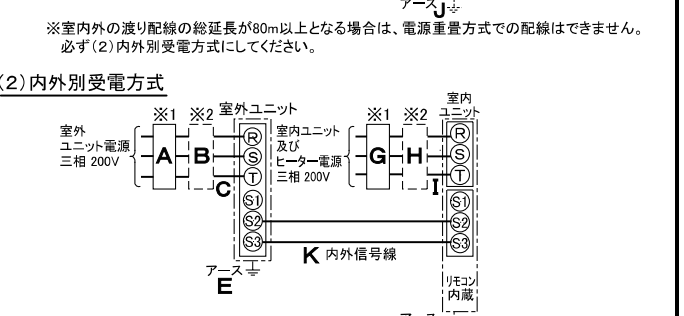 アース J
※室内外の渡り配線の総延長が80m以上となる場合は、電源重畳方式での配線はできません。
必ず(2)内外別受電方式にしてください。
(2)内外別受電方式
※1 ※2 室外ユニット
室外
ユニット電源
三相 200V
A
B
C
R
S
T
S1
S2
S3
アース
E
※1 ※2
室内
ユニット
室内ユニット
及び
ヒーター電源
三相 200V
G
H
I
R
S
T
S1
S2
S3
K 内外信号線
リモコン
内蔵
アース